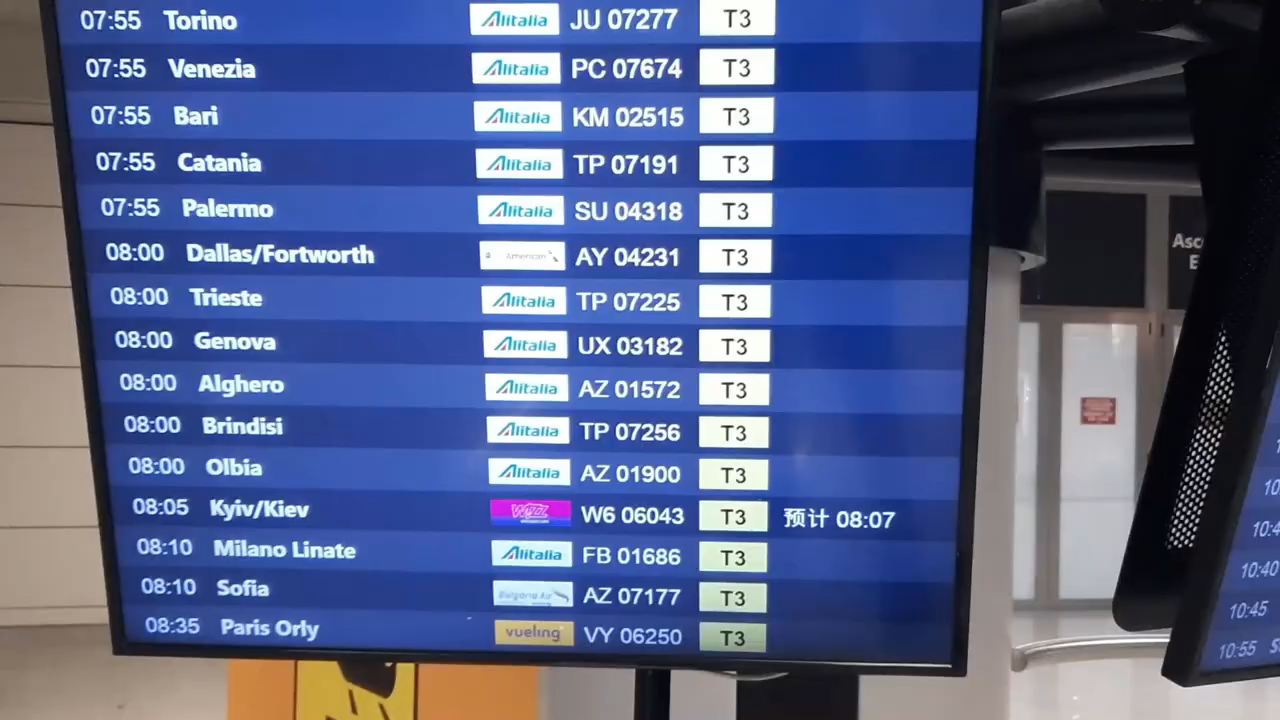 07:55 Torino Alitalia JU 07277 T3
07:55 Venezia Alitalia PC 07674 T3
07:55 Bari Alitalia KM 02515 T3
07:55 Catania Alitalia TP 07191 T3
07:55 Palermo Alitalia SU 04318 T3
08:00 Dallas/Fortworth American AY 04231 T3
08:00 Trieste Alitalia TP 07225 T3
08:00 Genova Alitalia UX 03182 T3
08:00 Alghero Alitalia AZ 01572 T3
08:00 Brindisi Alitalia TP 07256 T3
08:00 Olbia Alitalia AZ 01900 T3
08:05 Kyiv/Kiev Wizz W6 06043 T3 预计 08:07
08:10 Milano Linate Alitalia FB 01686 T3
08:10 Sofia Bulgaria Air AZ 07177 T3
08:35 Paris Orly vueling VY 06250 T3
10:40
10:45
10:55